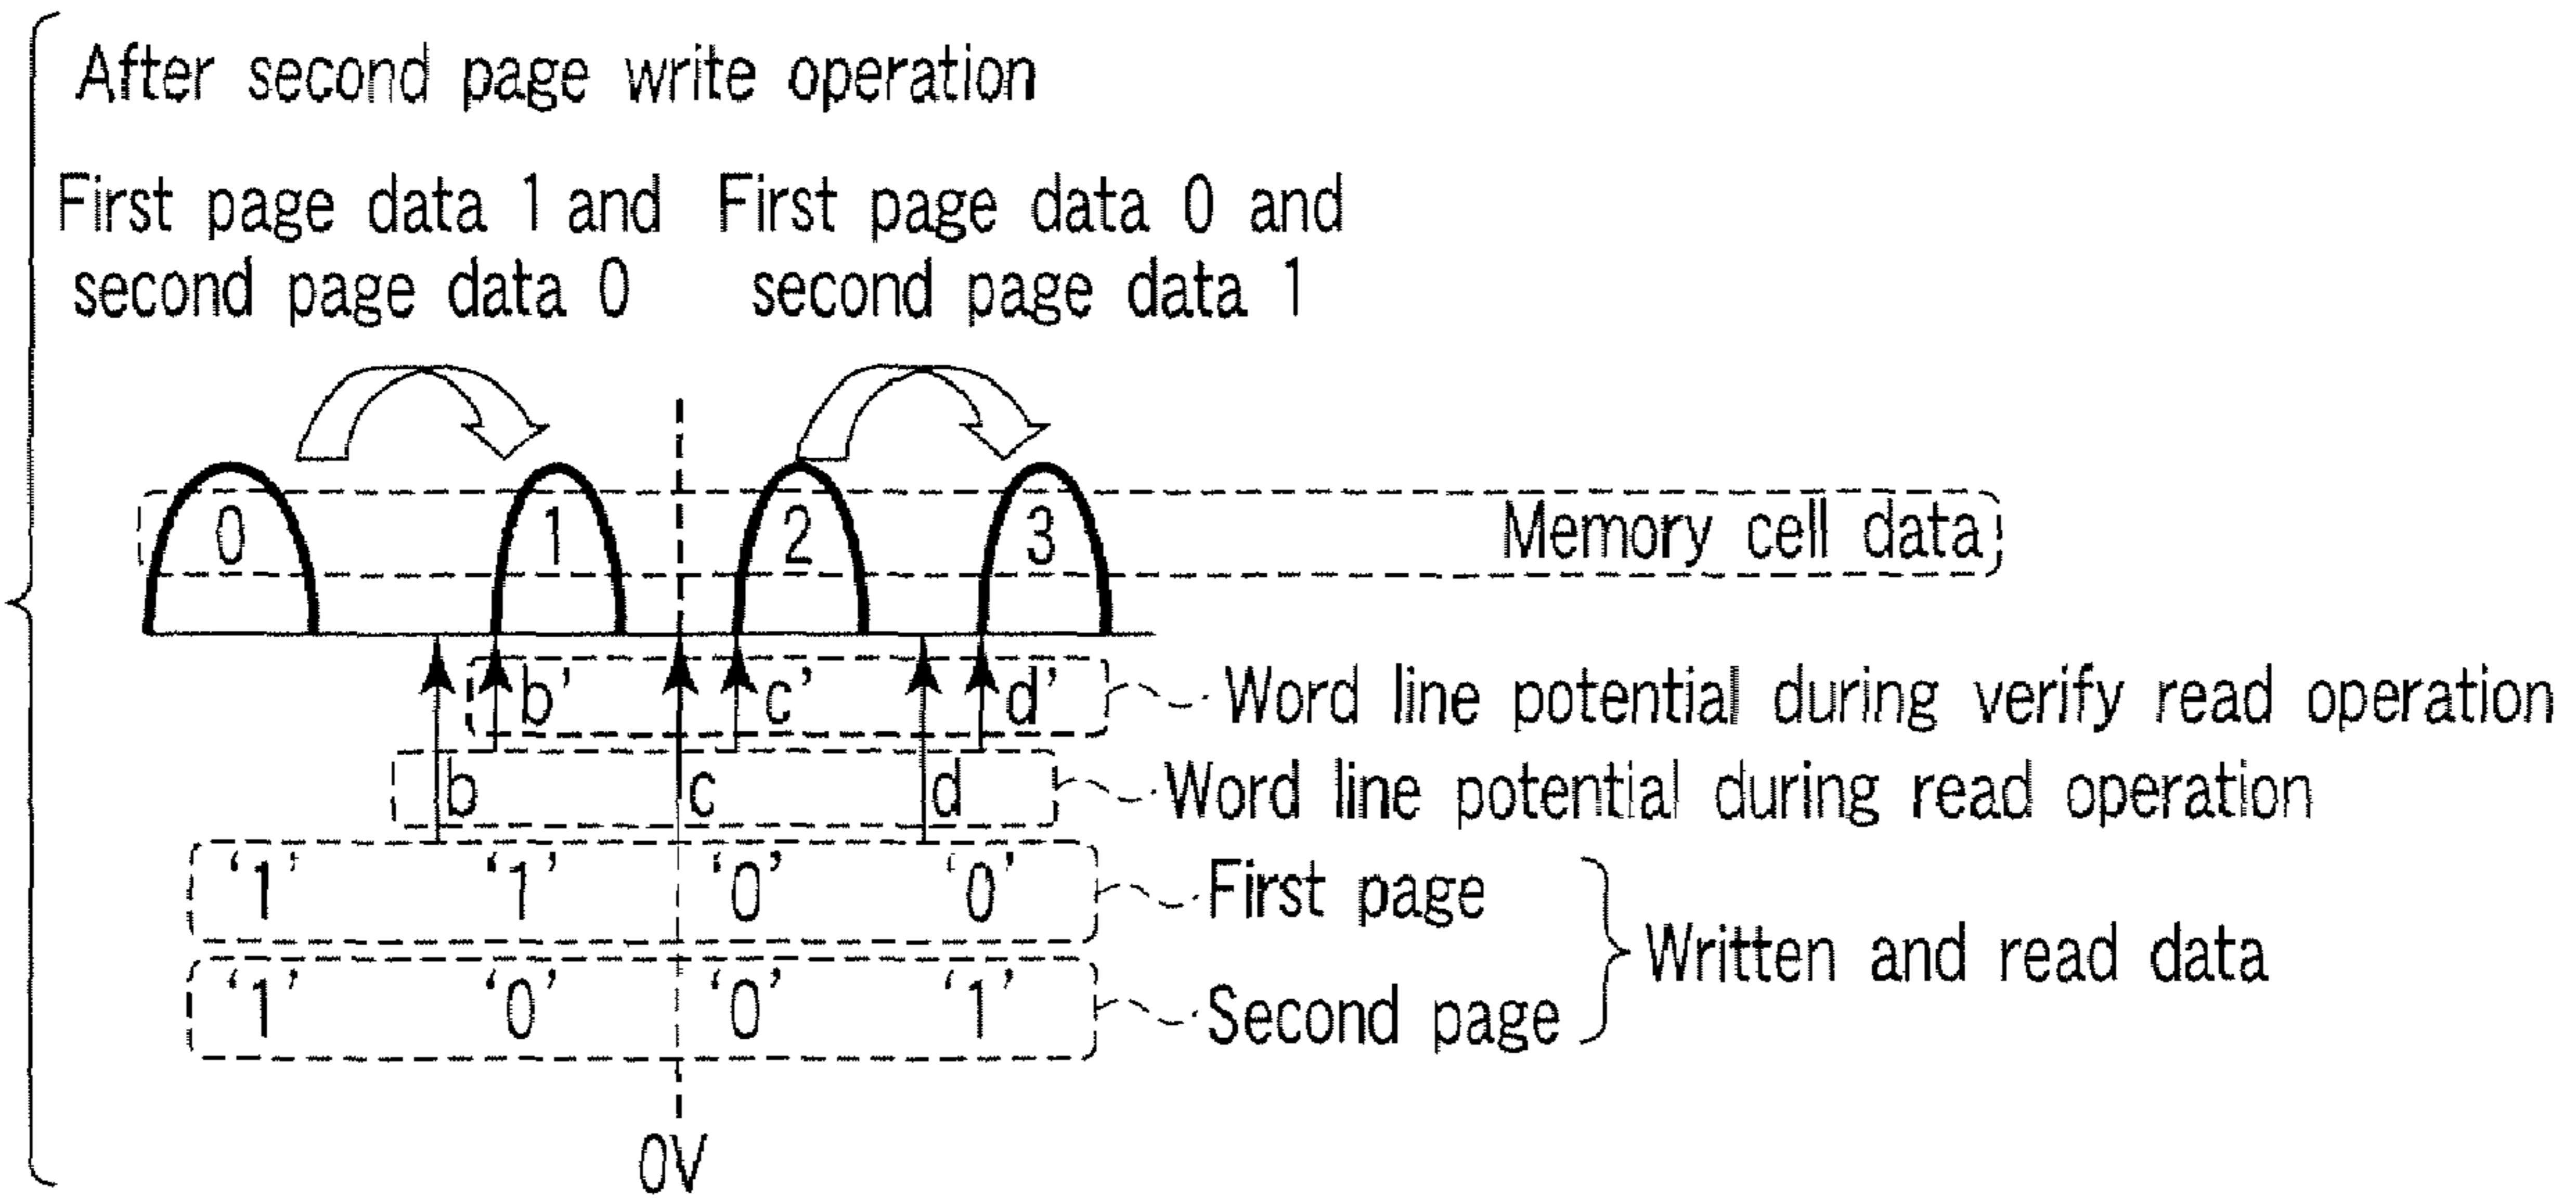 After second page write operation
First page data 1 and
second page data 0
First page data 0 and
second page data 1
0 1 2 3 Memory cell data
b' c' d' Word line potential during verify read operation
b c d Word line potential during read operation
‘1’ ‘1’ ‘0’ ‘0’ First page
Written and read data
‘1’ ‘0’ ‘0’ ‘1’ Second page
0V